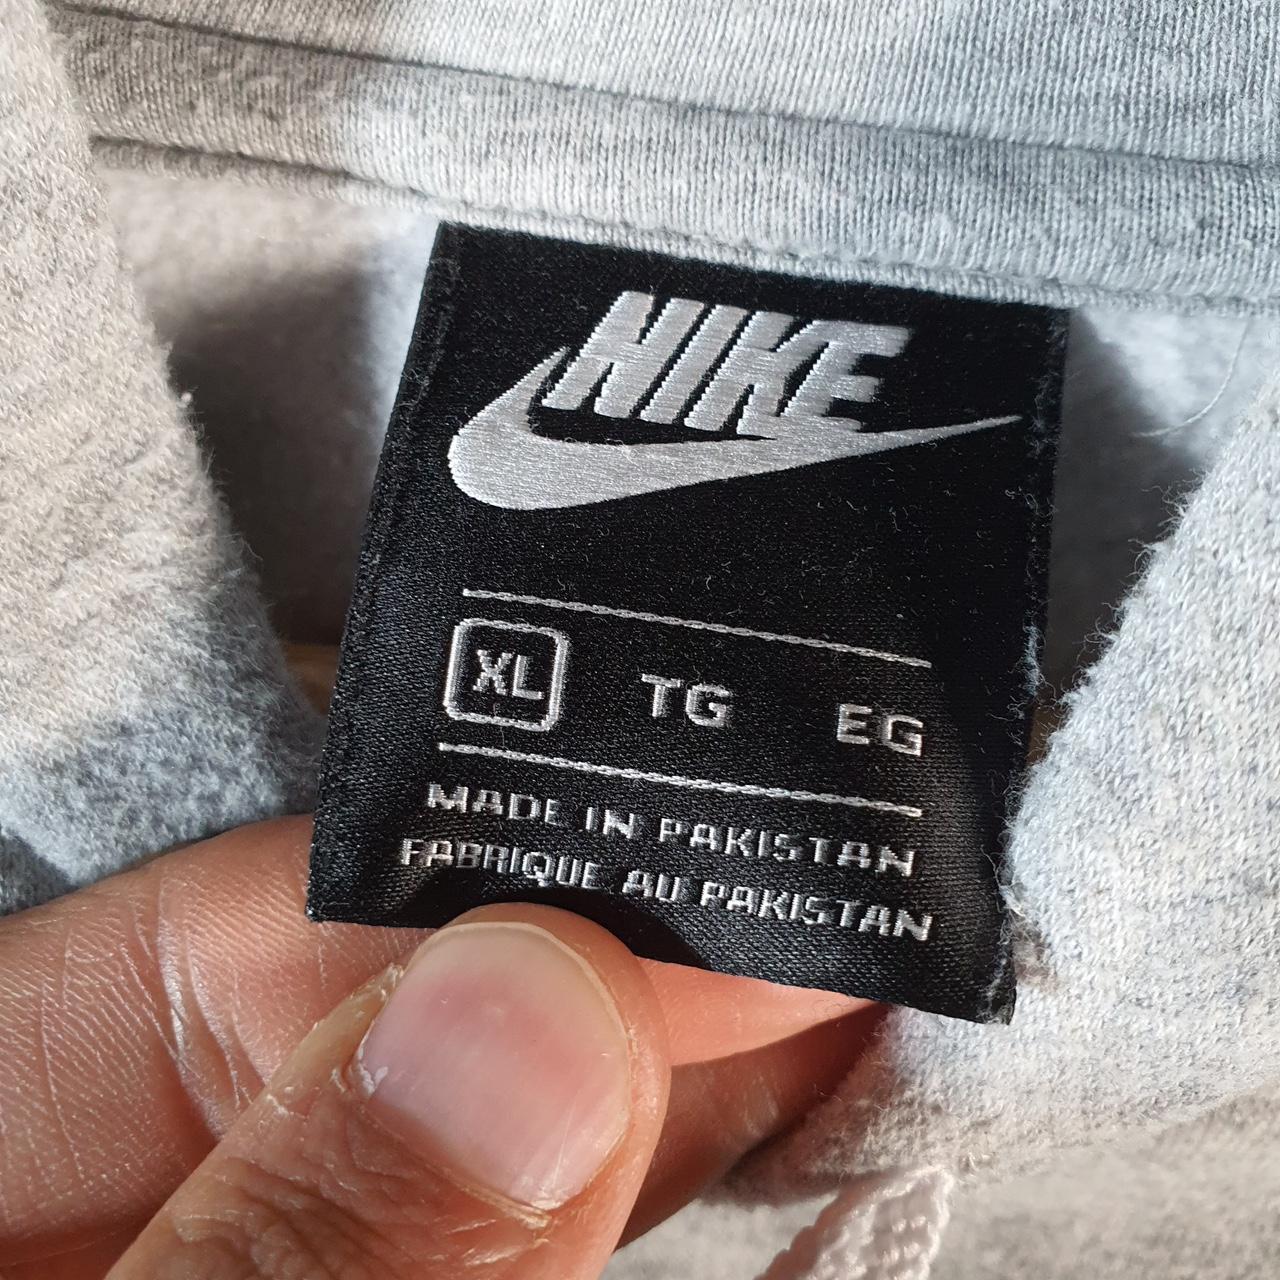 NIKE
XL TG EG
MADE IN PAKISTAN
FABRIQUE AU PAKISTAN